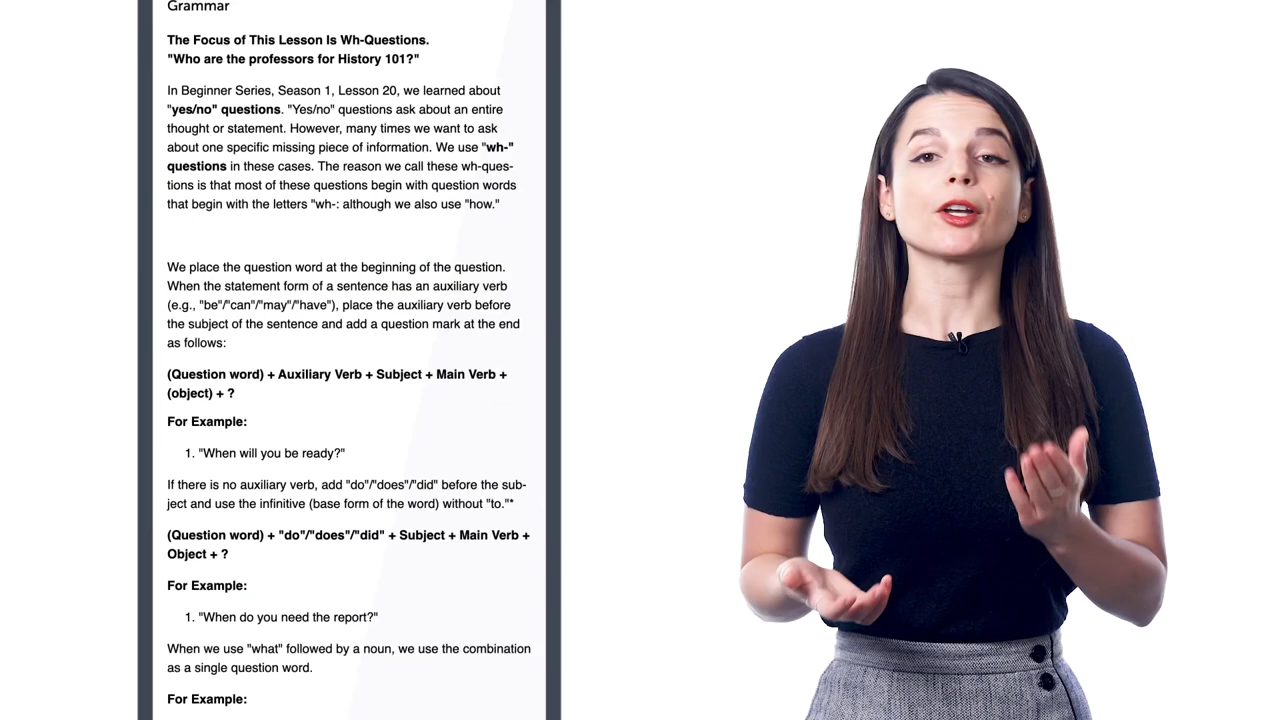 Grammar
The Focus of This Lesson Is Wh-Questions.
"Who are the professors for History 101?"
In Beginner Series, Season 1, Lesson 20, we learned about
"yes/no" questions. "Yes/no" questions ask about an entire
thought or statement. However, many times we want to ask
about one specific missing piece of information. We use "wh-"
questions in these cases. The reason we call these wh-ques-
tions is that most of these questions begin with question words
that begin with the letters "wh-: although we also use "how."
We place the question word at the beginning of the question.
When the statement form of a sentence has an auxiliary verb
(e.g., "be"/"can"/"may"/"have"), place the auxiliary verb before
the subject of the sentence and add a question mark at the end
as follows:
(Question word) + Auxiliary Verb + Subject + Main Verb +
(object) + ?
For Example:
1. "When will you be ready?"
If there is no auxiliary verb, add "do"/"does"/"did" before the sub-
ject and use the infinitive (base form of the word) without "to."*
(Question word) + "do"/"does"/"did" + Subject + Main Verb +
Object + ?
For Example:
1. "When do you need the report?"
When we use "what" followed by a noun, we use the combination
as a single question word.
For Example: